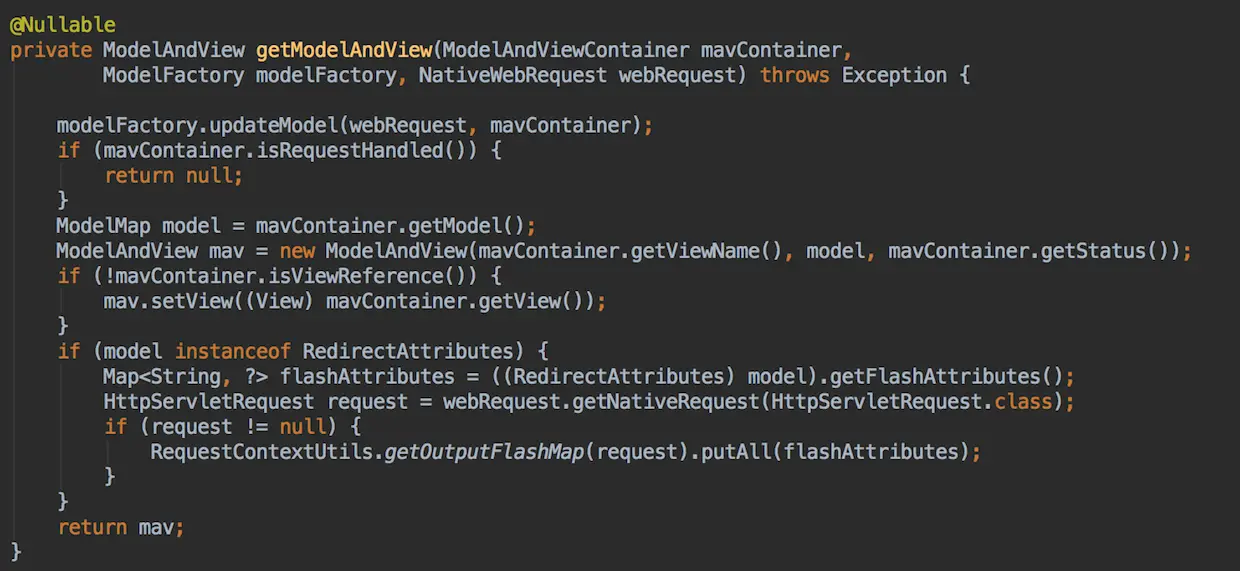 @Nullable
private ModelAndView getModelAndView(ModelAndViewContainer mavContainer,
        ModelFactory modelFactory, NativeWebRequest webRequest) throws Exception {

    modelFactory.updateModel(webRequest, mavContainer);
    if (mavContainer.isRequestHandled()) {
        return null;
    }
    ModelMap model = mavContainer.getModel();
    ModelAndView mav = new ModelAndView(mavContainer.getViewName(), model, mavContainer.getStatus());
    if (!mavContainer.isViewReference()) {
        mav.setView((View) mavContainer.getView());
    }
    if (model instanceof RedirectAttributes) {
        Map<String, ?> flashAttributes = ((RedirectAttributes) model).getFlashAttributes();
        HttpServletRequest request = webRequest.getNativeRequest(HttpServletRequest.class);
        if (request != null) {
            RequestContextUtils.getOutputFlashMap(request).putAll(flashAttributes);
        }
    }
    return mav;
}